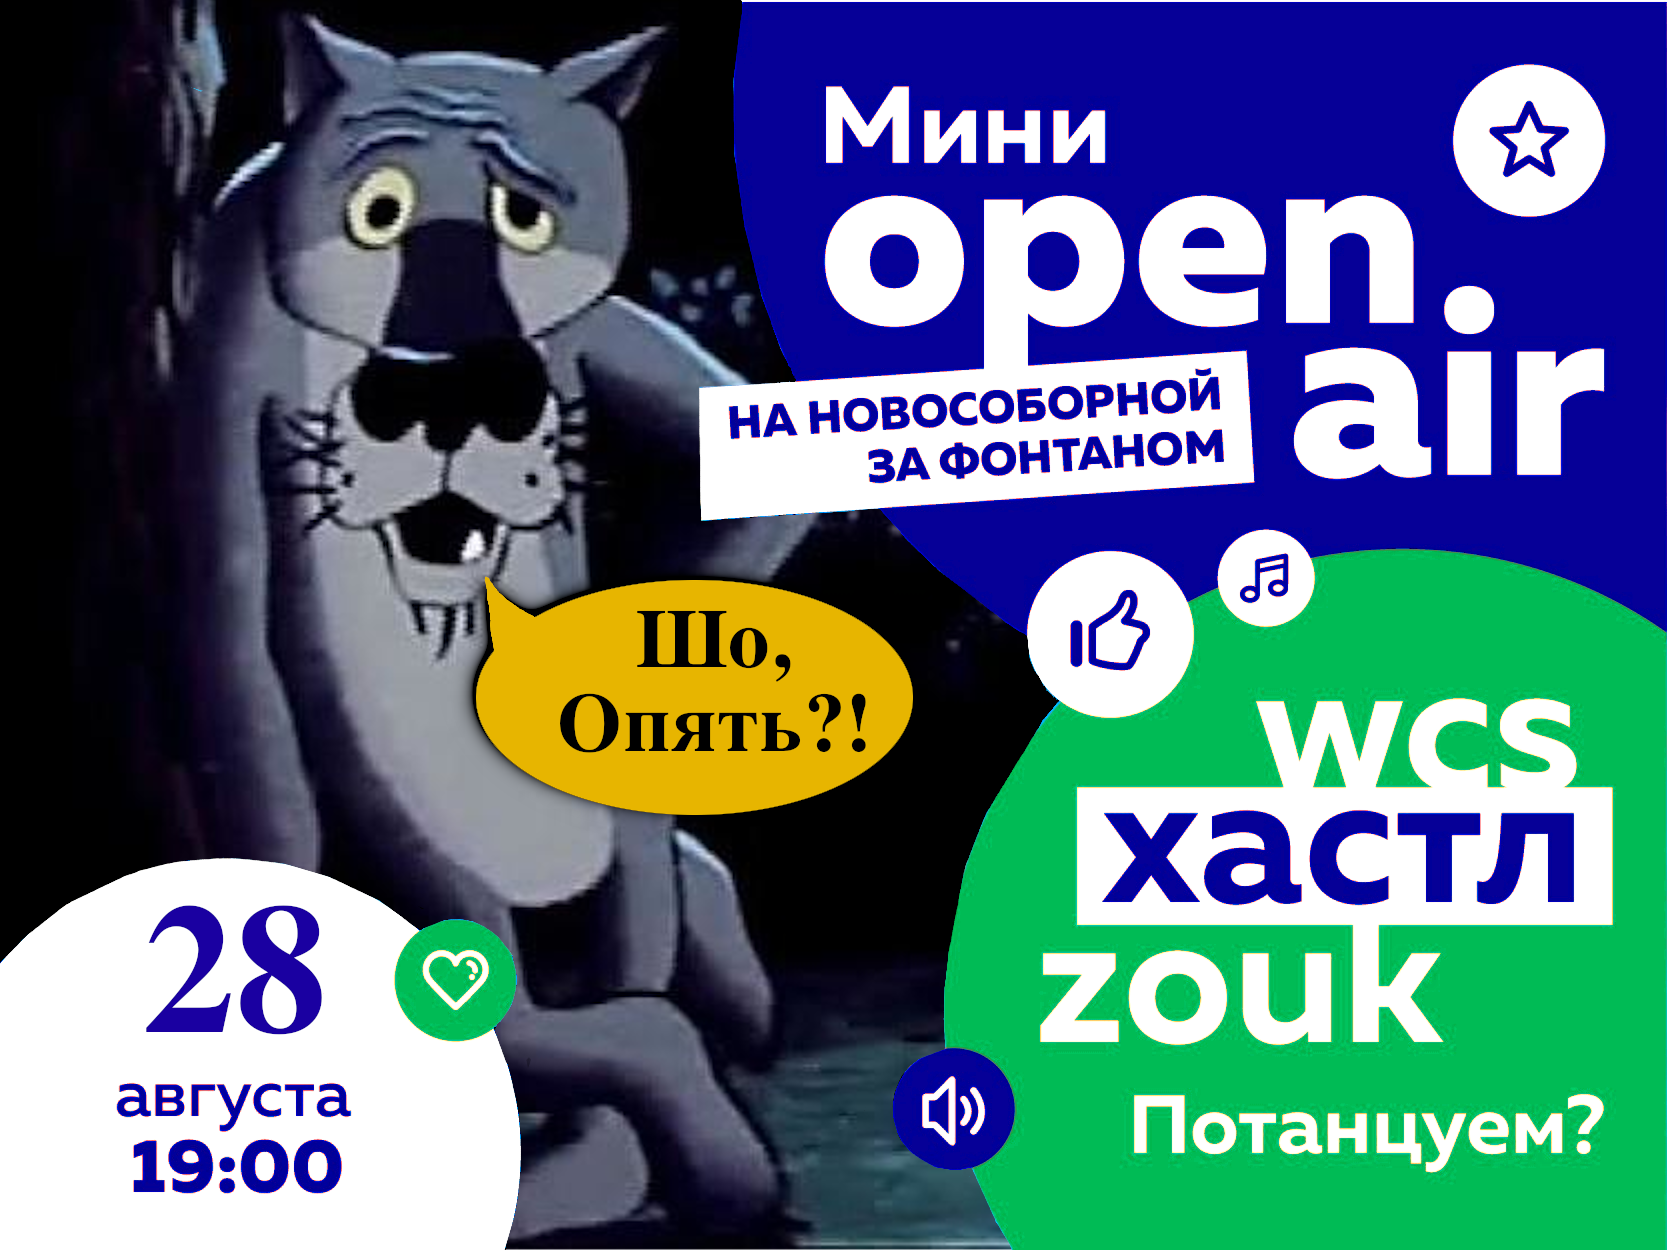 Мини
open
air
НА НОВОСОБОРНОЙ
ЗА ФОНТАНОМ
Шо,
Опять?!
wcs
хастл
zouk
Потанцуем?
28
августа
19:00